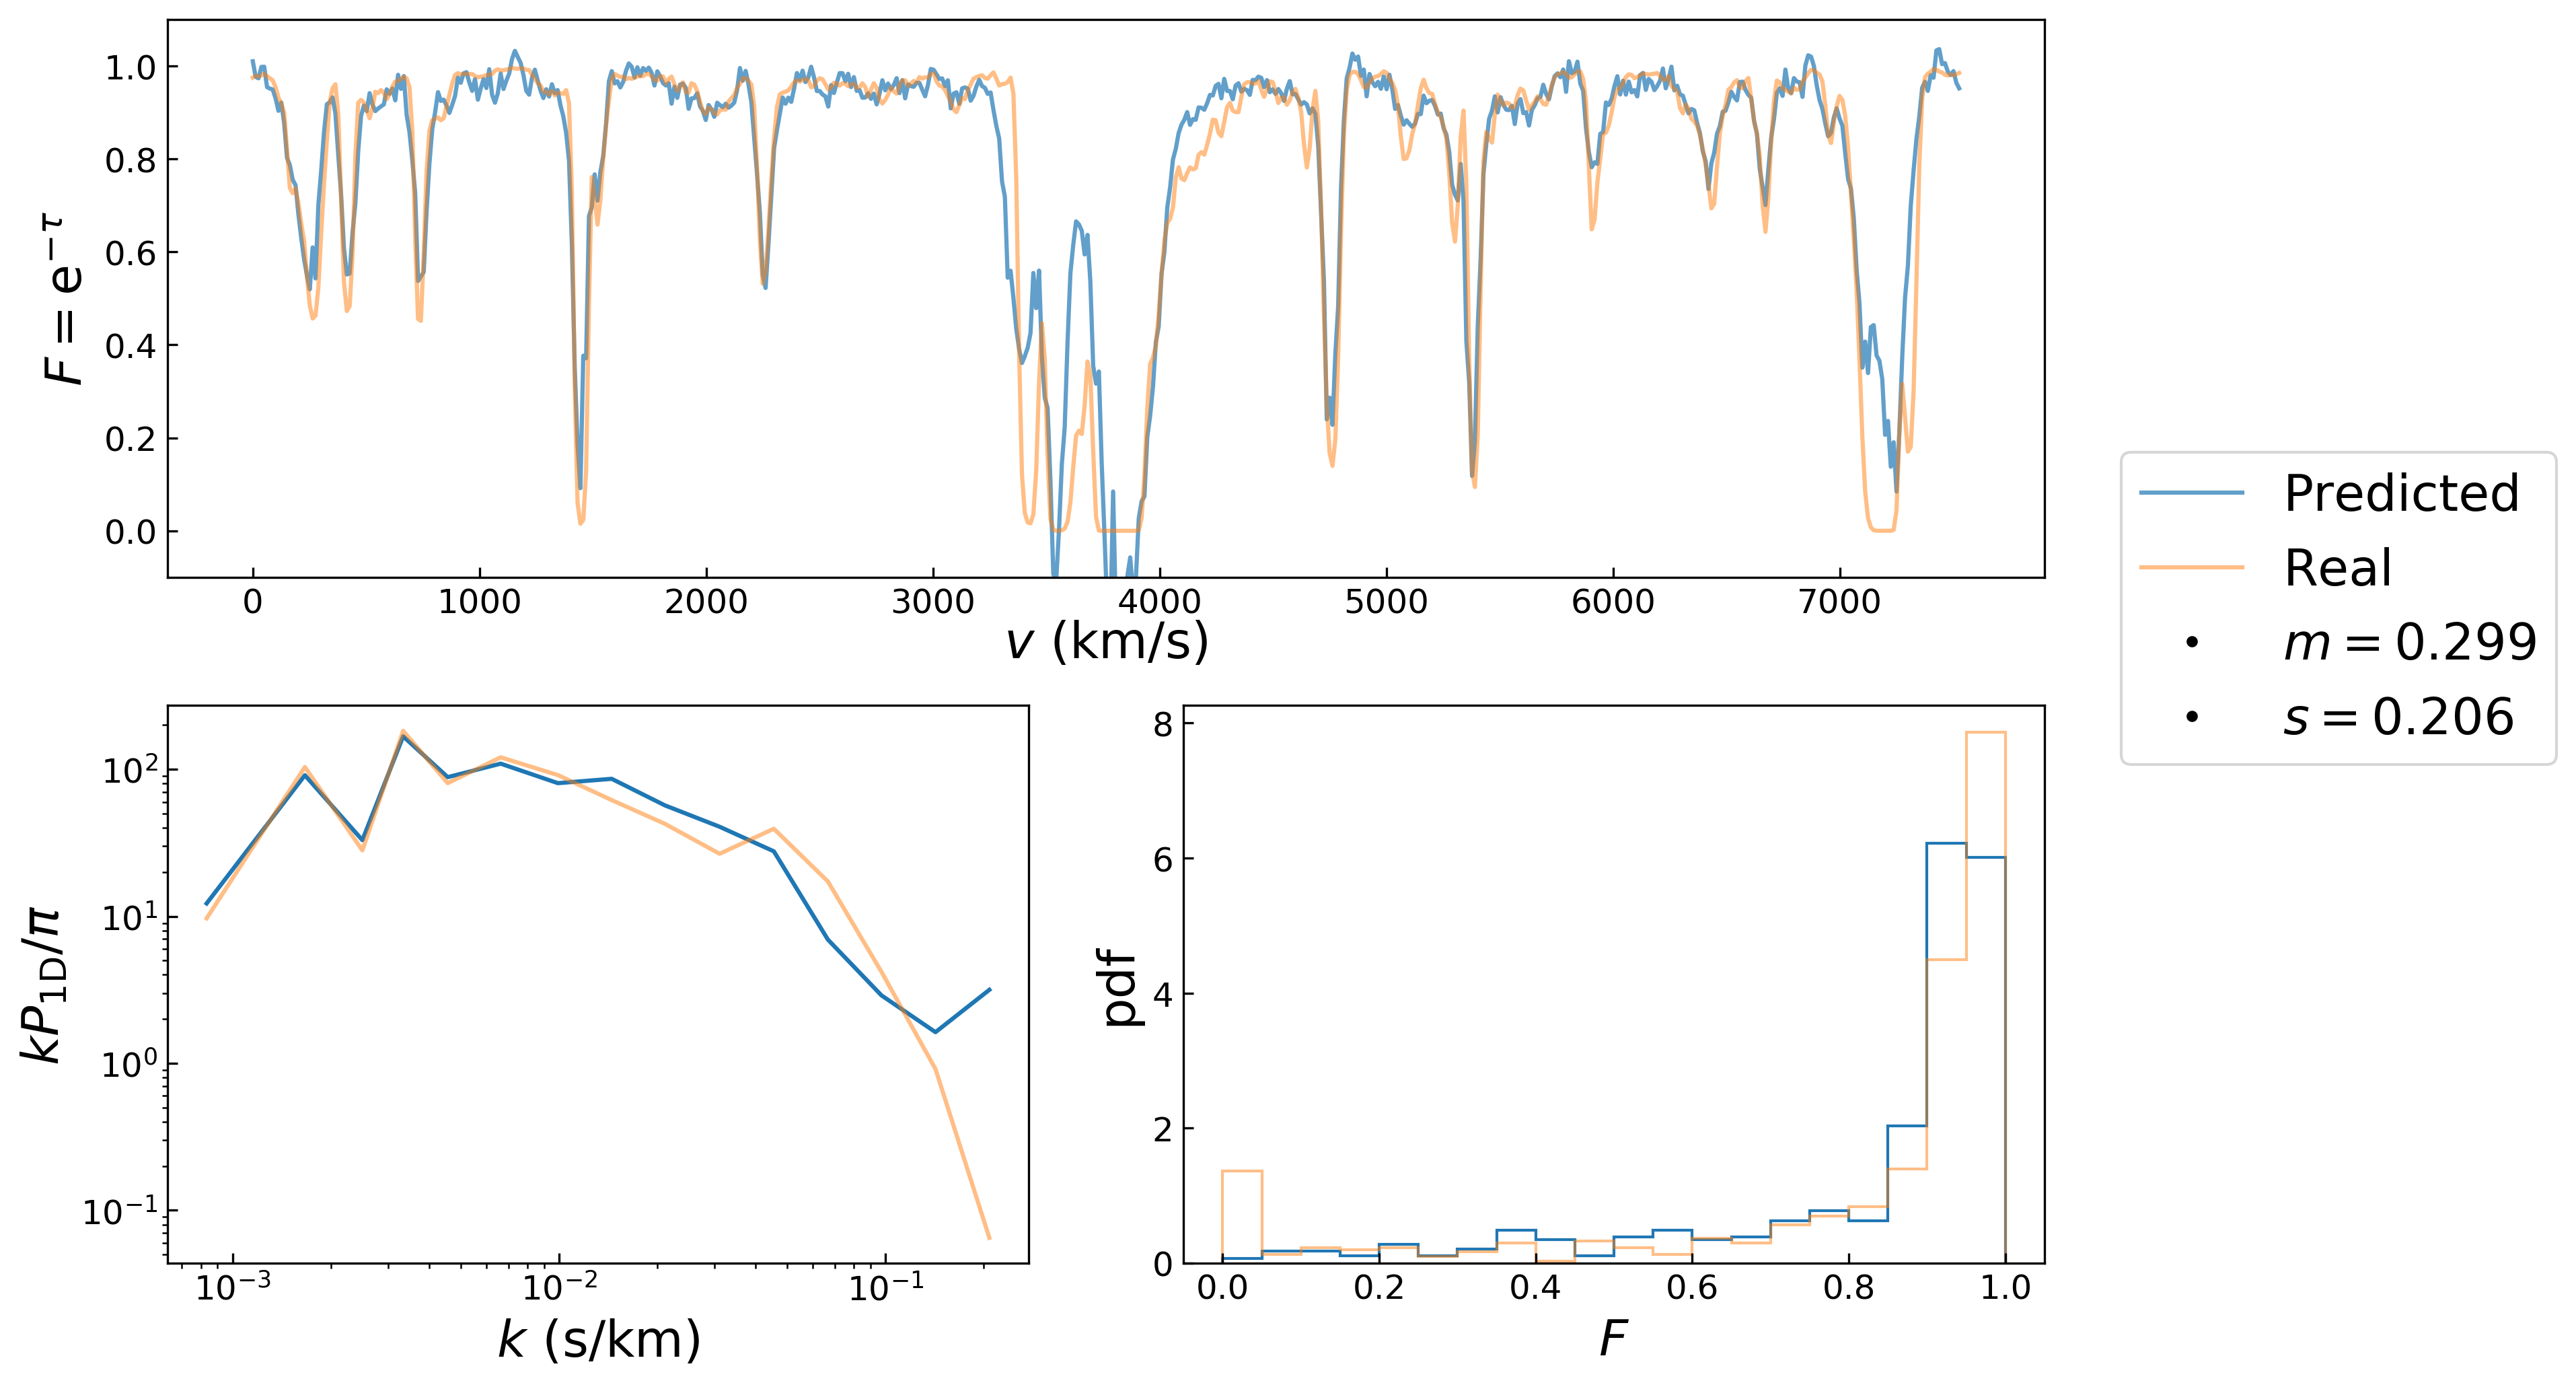 1.0
0.8
0.6
0.4
0.2
0.0
F = e^{-τ}
0 1000 2000 3000 4000 5000 6000 7000
v (km/s)
Predicted
Real
m = 0.299
s = 0.206
10^2
10^1
10^0
10^{-1}
kP_{1D}/π
10^{-3} 10^{-2} 10^{-1}
k (s/km)
8
6
4
2
0
pdf
0.0 0.2 0.4 0.6 0.8 1.0
F